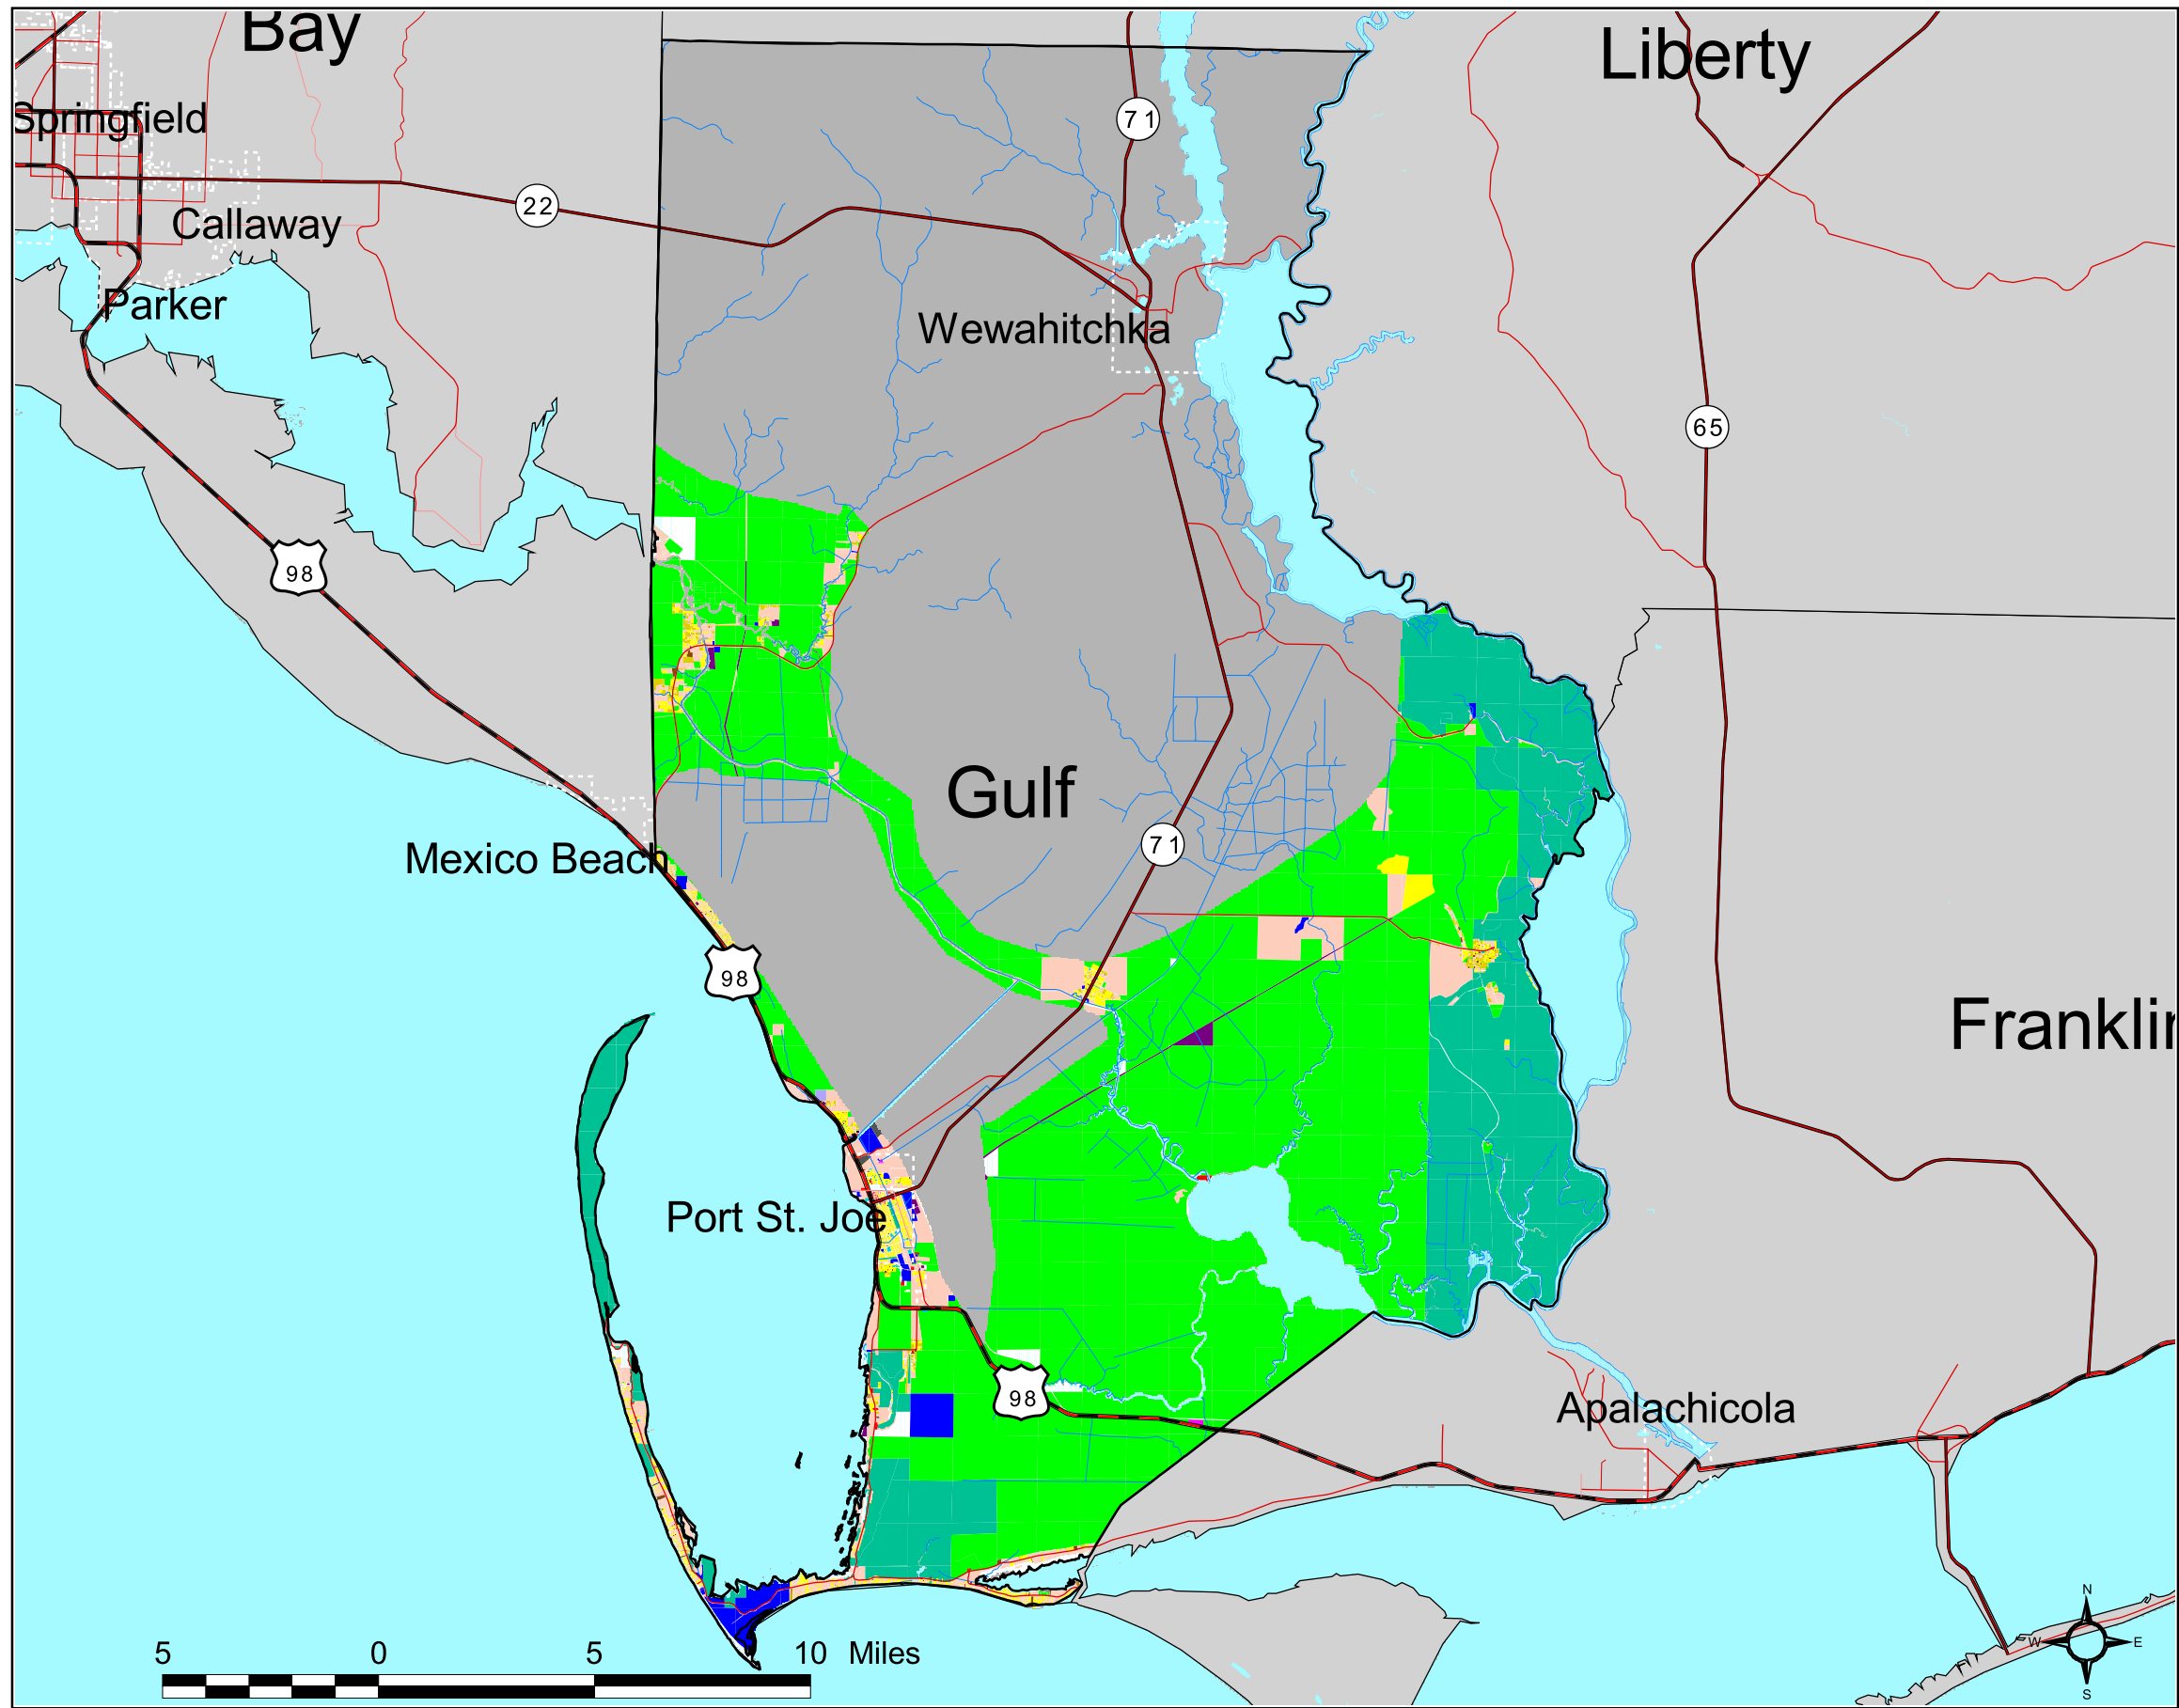 Bay
Liberty
Springfield
71
22
Callaway
Parker
Wewahitchka
65
98
Gulf
71
Mexico Beach
98
Franklin
Port St. Joe
98
Apalachicola
N
W E
S
5 0 5 10 Miles